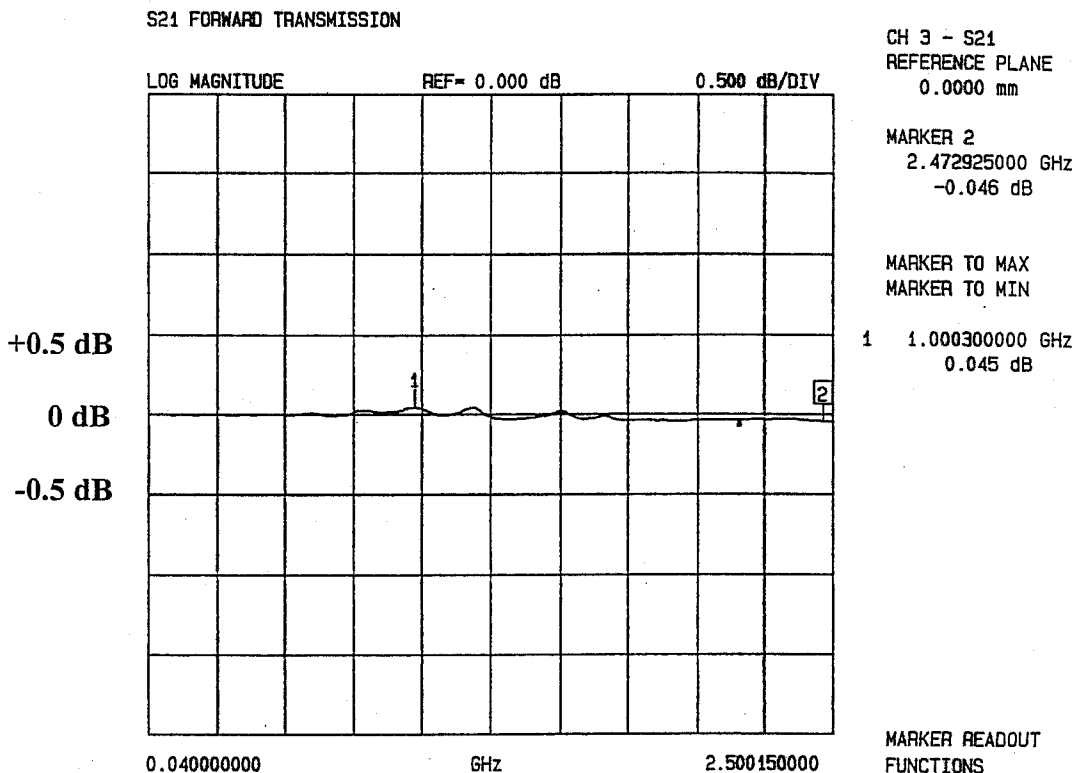 S21 FORWARD TRANSMISSION
LOG MAGNITUDE REF= 0.000 dB 0.500 dB/DIV
CH 3 - S21
REFERENCE PLANE
0.0000 mm
MARKER 2
2.472925000 GHz
-0.046 dB
MARKER TO MAX
MARKER TO MIN
1 1.000300000 GHz
0.045 dB
+0.5 dB
0 dB
-0.5 dB
1
2
0.040000000 GHz 2.500150000
MARKER READOUT
FUNCTIONS